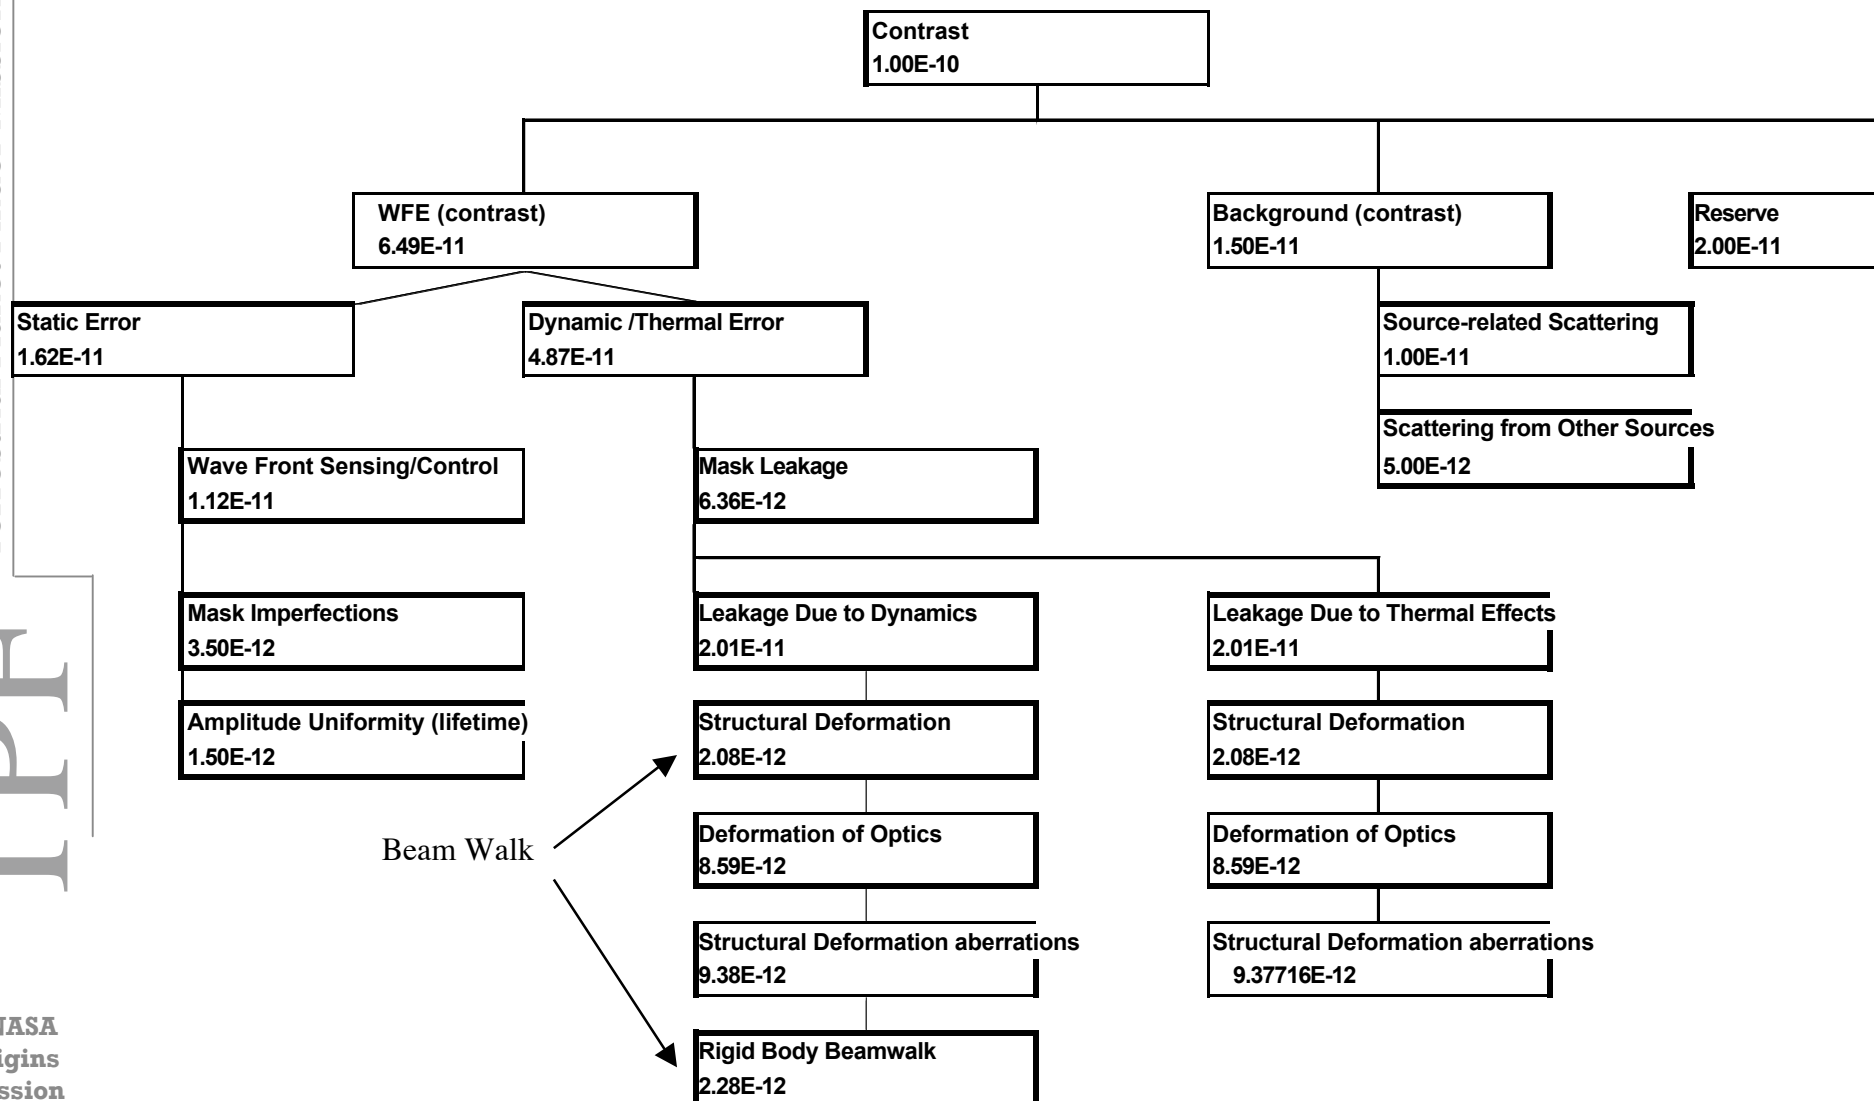 Contrast
1.00E-10
WFE (contrast)
6.49E-11
Background (contrast)
1.50E-11
Reserve
2.00E-11
Static Error
1.62E-11
Dynamic /Thermal Error
4.87E-11
Source-related Scattering
1.00E-11
Scattering from Other Sources
5.00E-12
Wave Front Sensing/Control
1.12E-11
Mask Leakage
6.36E-12
Mask Imperfections
3.50E-12
Leakage Due to Dynamics
2.01E-11
Leakage Due to Thermal Effects
2.01E-11
Amplitude Uniformity (lifetime)
1.50E-12
Structural Deformation
2.08E-12
Structural Deformation
2.08E-12
Beam Walk
Deformation of Optics
8.59E-12
Deformation of Optics
8.59E-12
Structural Deformation aberrations
9.38E-12
Structural Deformation aberrations
9.37716E-12
Rigid Body Beamwalk
2.28E-12
TPF
NASA
igins
ssion